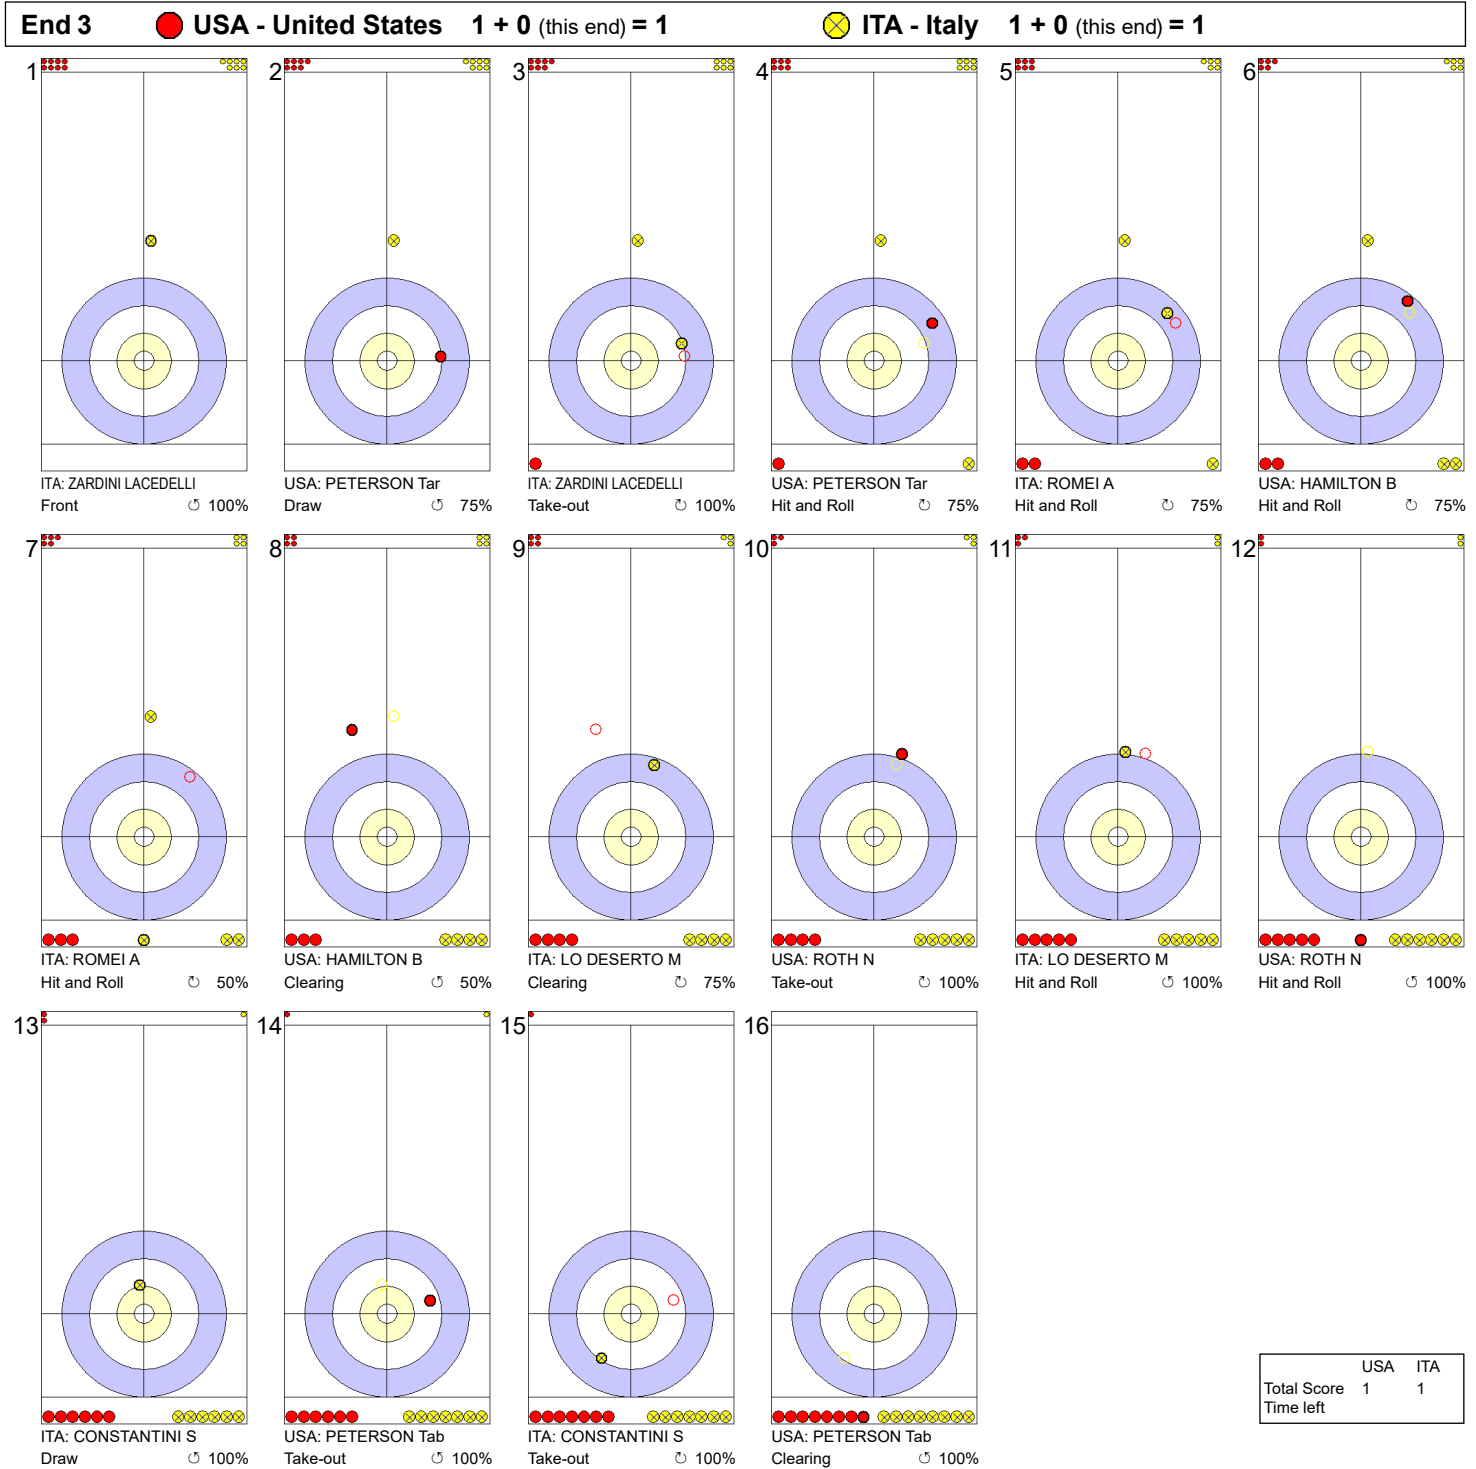 End 3 USA - United States 1 + 0 (this end) = 1 ITA - Italy 1 + 0 (this end) = 1
1 2 3 4 5 6
ITA: ZARDINI LACEDELLI USA: PETERSON Tar ITA: ZARDINI LACEDELLI USA: PETERSON Tar ITA: ROMEI A USA: HAMILTON B
Front ↻ 100% Draw ↺ 75% Take-out ↻ 100% Hit and Roll ↻ 75% Hit and Roll ↻ 75% Hit and Roll ↺ 75%
7 8 9 10 11 12
ITA: ROMEI A USA: HAMILTON B ITA: LO DESERTO M USA: ROTH N ITA: LO DESERTO M USA: ROTH N
Hit and Roll ↻ 50% Clearing ↺ 50% Clearing ↻ 75% Take-out ↻ 100% Hit and Roll ↺ 100% Hit and Roll ↻ 100%
13 14 15 16
ITA: CONSTANTINI S USA: PETERSON Tab ITA: CONSTANTINI S USA: PETERSON Tab
Draw ↺ 100% Take-out ↺ 100% Take-out ↻ 100% Clearing ↻ 100%
USA ITA
Total Score 1 1
Time left